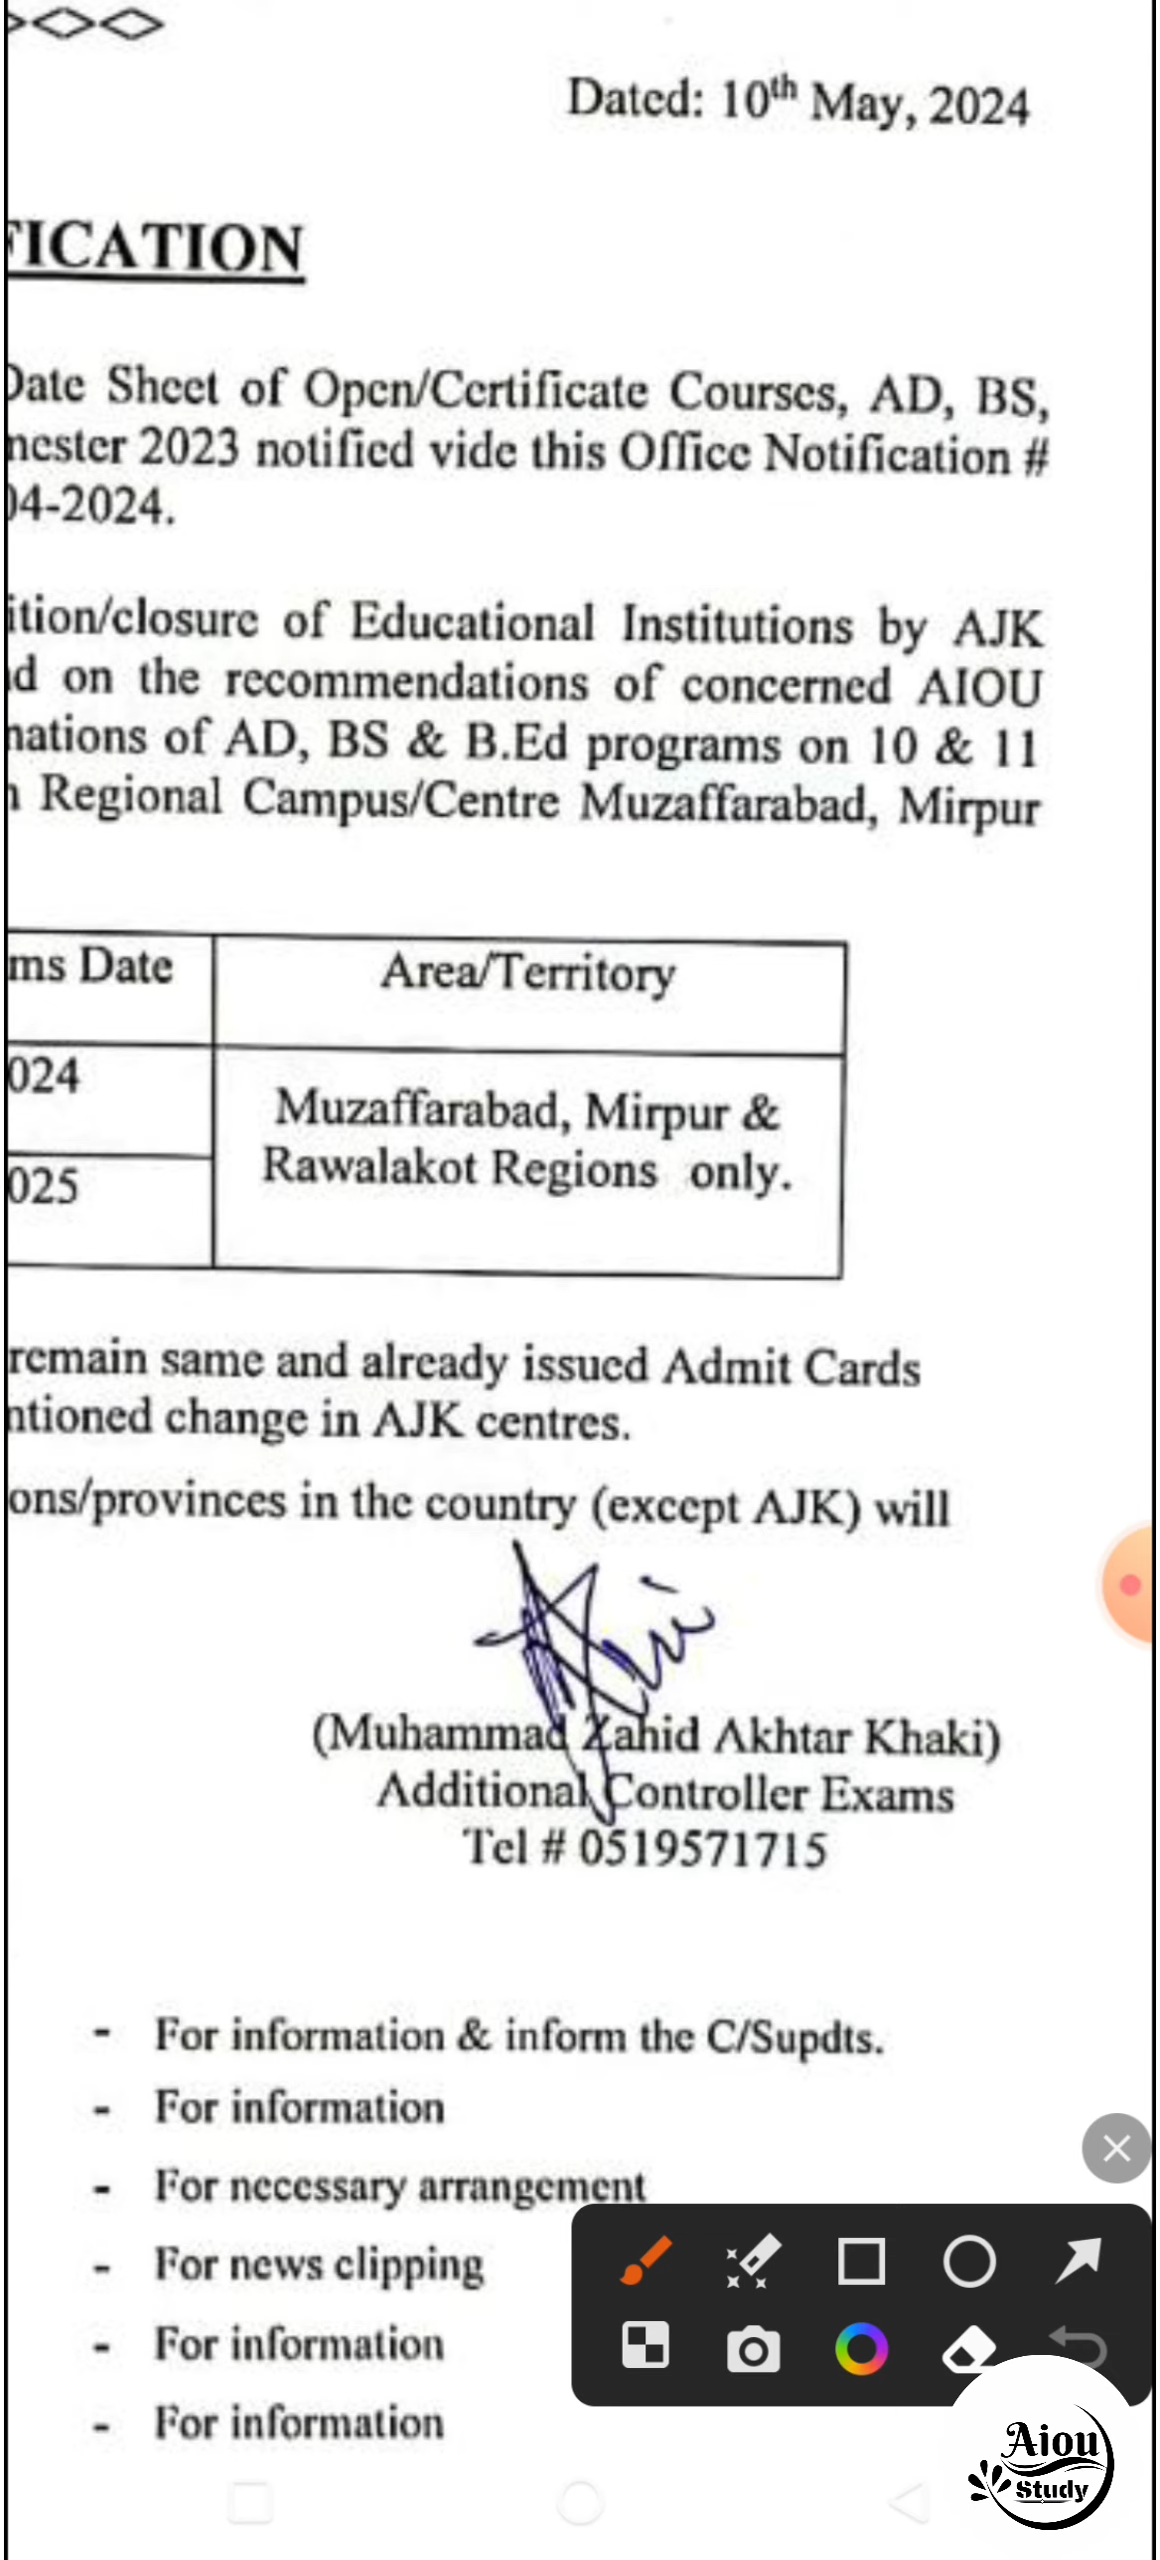 Dated: 10th May, 2024
FICATION
Date Sheet of Open/Certificate Courses, AD, BS,
mester 2023 notified vide this Office Notification #
04-2024.
ition/closure of Educational Institutions by AJK
d on the recommendations of concerned AIOU
nations of AD, BS & B.Ed programs on 10 & 11
n Regional Campus/Centre Muzaffarabad, Mirpur
ms Date
Area/Territory
024
Muzaffarabad, Mirpur &
Rawalakot Regions only.
025
remain same and already issued Admit Cards
ntioned change in AJK centres.
ons/provinces in the country (except AJK) will
(Muhammad Zahid Akhtar Khaki)
Additional Controller Exams
Tel # 0519571715
- For information & inform the C/Supdts.
- For information
- For necessary arrangement
- For news clipping
- For information
- For information
Aiou
Study